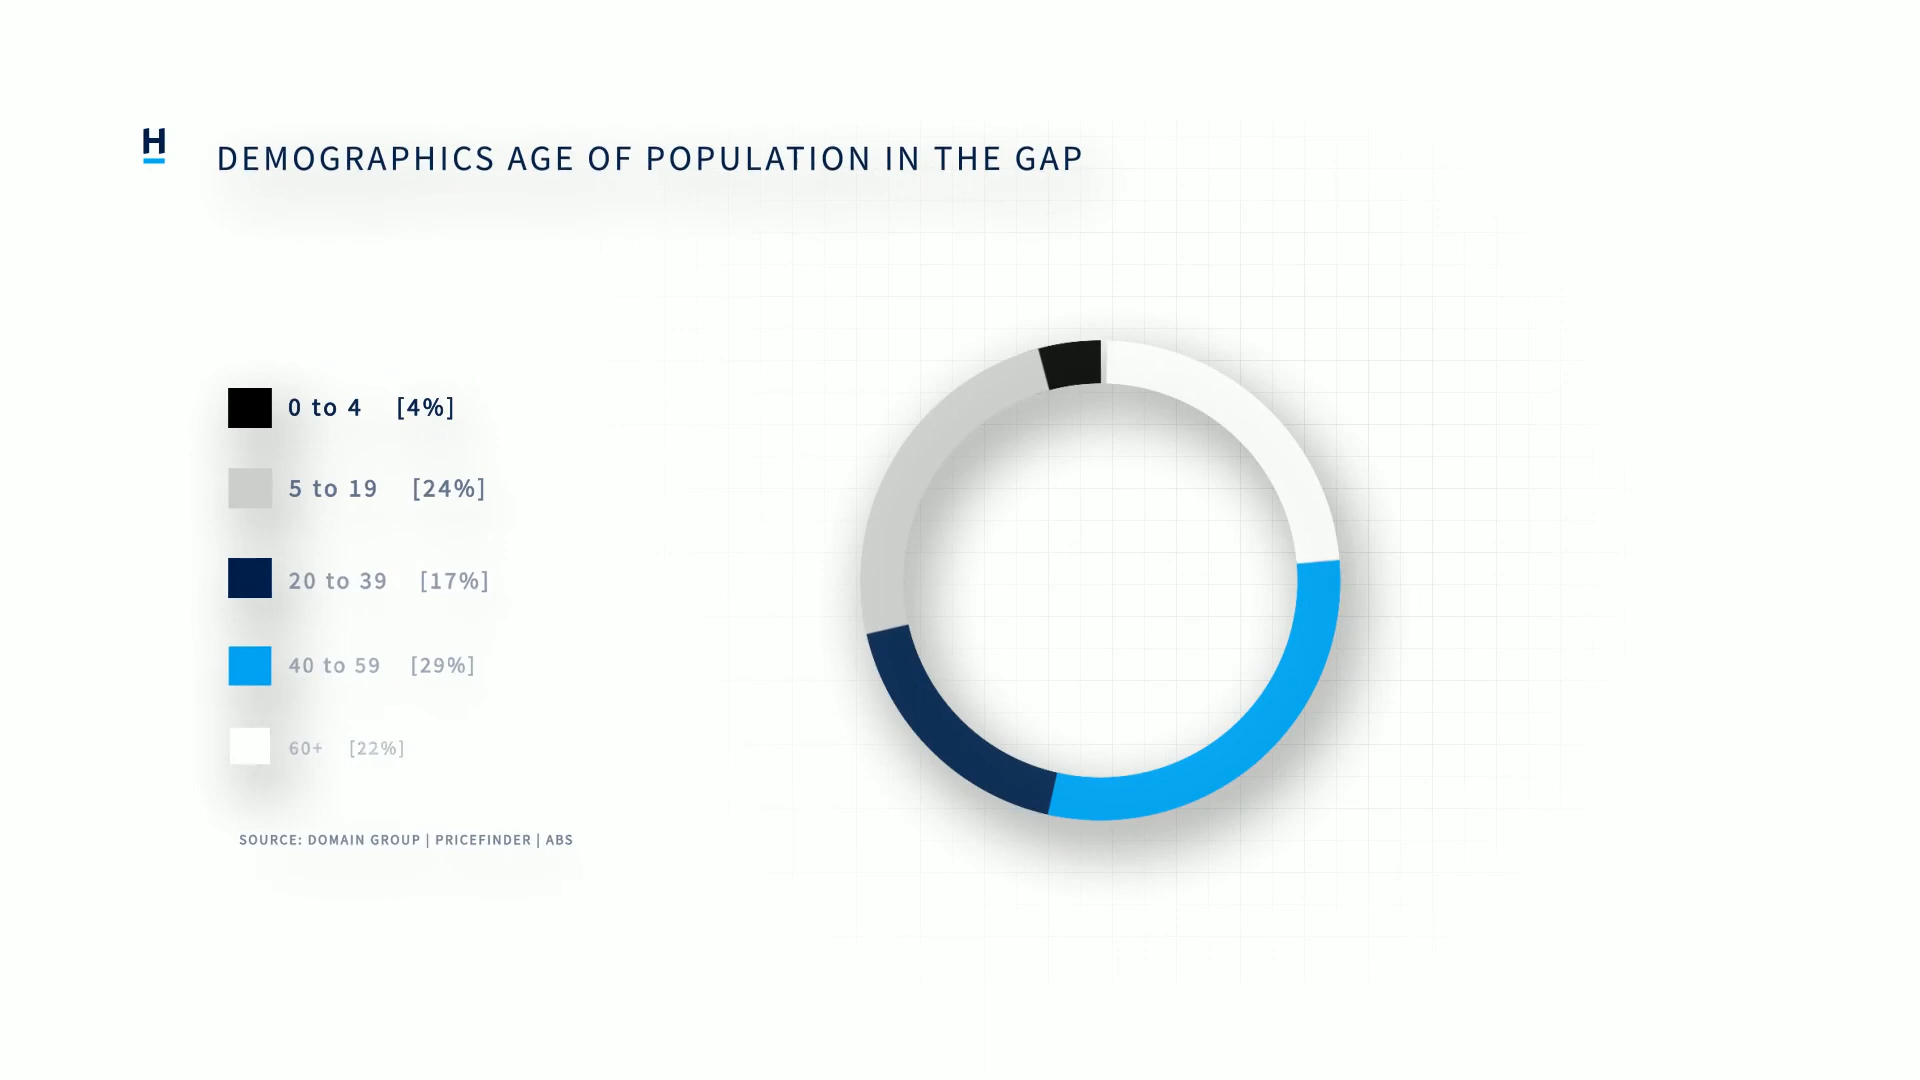 H
DEMOGRAPHICS AGE OF POPULATION IN THE GAP
0 to 4 [4%]
5 to 19 [24%]
20 to 39 [17%]
40 to 59 [29%]
60+ [22%]
SOURCE: DOMAIN GROUP | PRICEFINDER | ABS